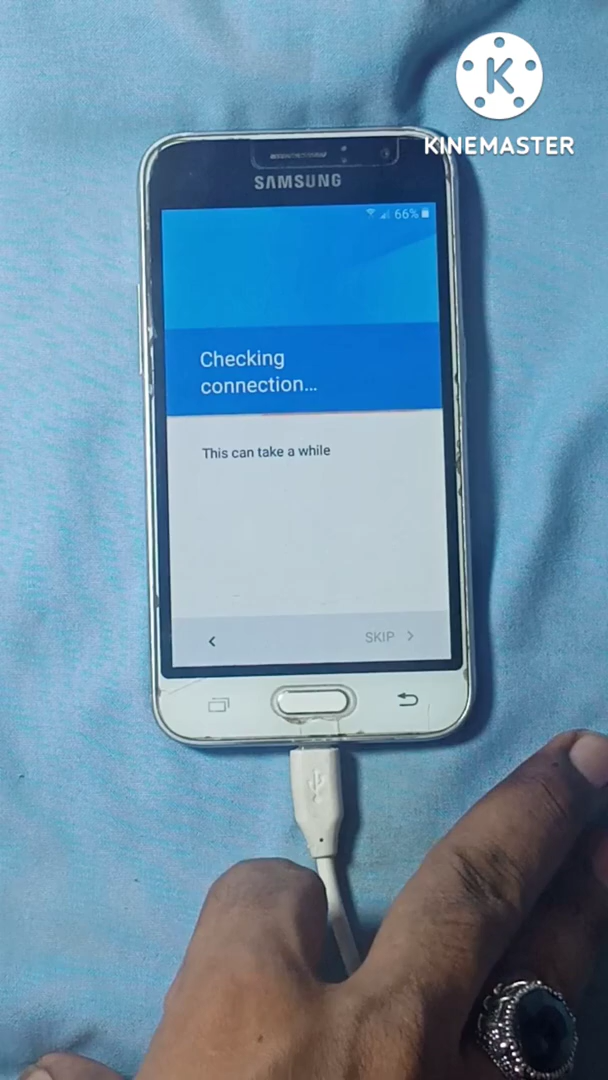 KINEMASTER
SAMSUNG
66%
Checking
connection...
This can take a while
SKIP